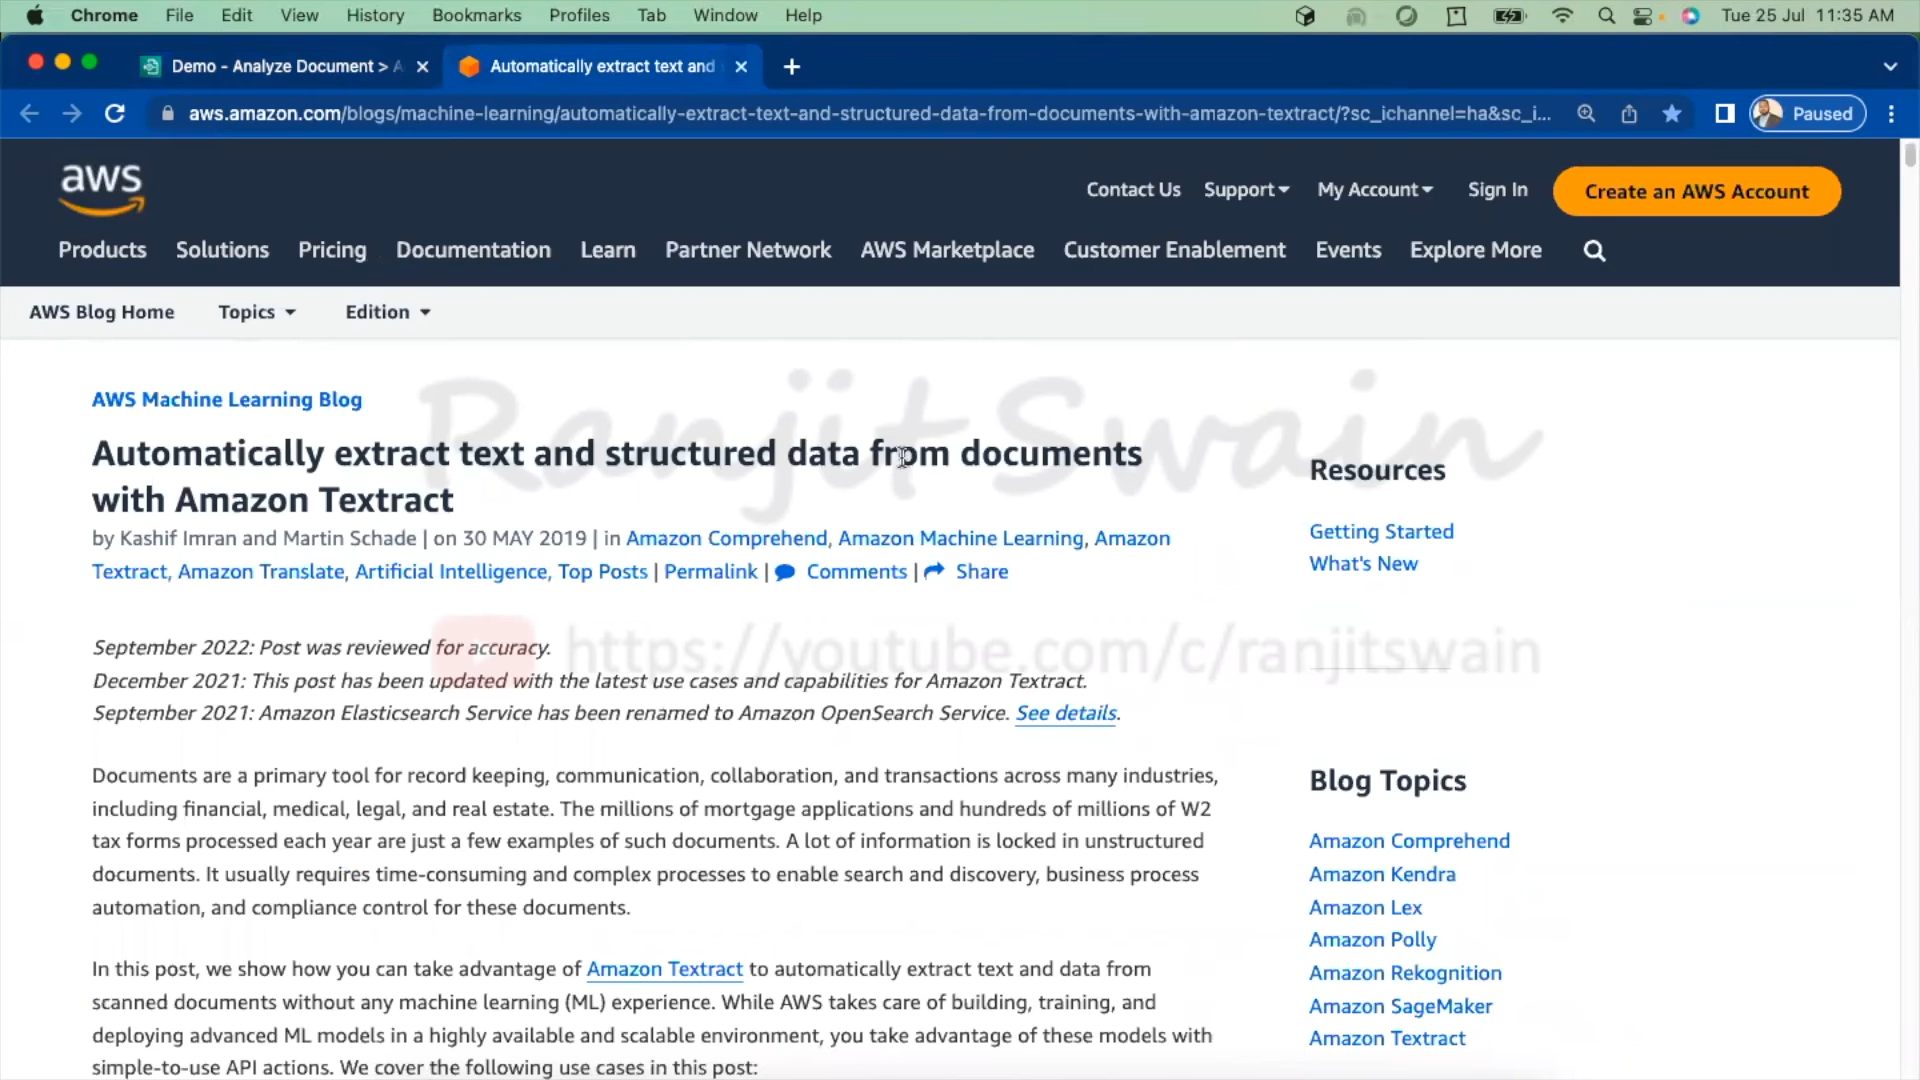 Chrome File Edit View History Bookmarks Profiles Tab Window Help Tue 25 Jul 11:35 AM
Demo - Analyze Document > A Automatically extract text and
aws.amazon.com/blogs/machine-learning/automatically-extract-text-and-structured-data-from-documents-with-amazon-textract/?sc_ichannel=ha&sc_i... Paused
aws
Contact Us Support My Account Sign In Create an AWS Account
Products Solutions Pricing Documentation Learn Partner Network AWS Marketplace Customer Enablement Events Explore More
AWS Blog Home Topics Edition
Ranjit Swain
AWS Machine Learning Blog
Automatically extract text and structured data from documents
with Amazon Textract
by Kashif Imran and Martin Schade | on 30 MAY 2019 | in Amazon Comprehend, Amazon Machine Learning, Amazon
Textract, Amazon Translate, Artificial Intelligence, Top Posts | Permalink | Comments | Share
https://youtube.com/c/ranjitswain
September 2022: Post was reviewed for accuracy.
December 2021: This post has been updated with the latest use cases and capabilities for Amazon Textract.
September 2021: Amazon Elasticsearch Service has been renamed to Amazon OpenSearch Service. See details.
Documents are a primary tool for record keeping, communication, collaboration, and transactions across many industries,
including financial, medical, legal, and real estate. The millions of mortgage applications and hundreds of millions of W2
tax forms processed each year are just a few examples of such documents. A lot of information is locked in unstructured
documents. It usually requires time-consuming and complex processes to enable search and discovery, business process
automation, and compliance control for these documents.
In this post, we show how you can take advantage of Amazon Textract to automatically extract text and data from
scanned documents without any machine learning (ML) experience. While AWS takes care of building, training, and
deploying advanced ML models in a highly available and scalable environment, you take advantage of these models with
simple-to-use API actions. We cover the following use cases in this post:
Resources
Getting Started
What's New
Blog Topics
Amazon Comprehend
Amazon Kendra
Amazon Lex
Amazon Polly
Amazon Rekognition
Amazon SageMaker
Amazon Textract